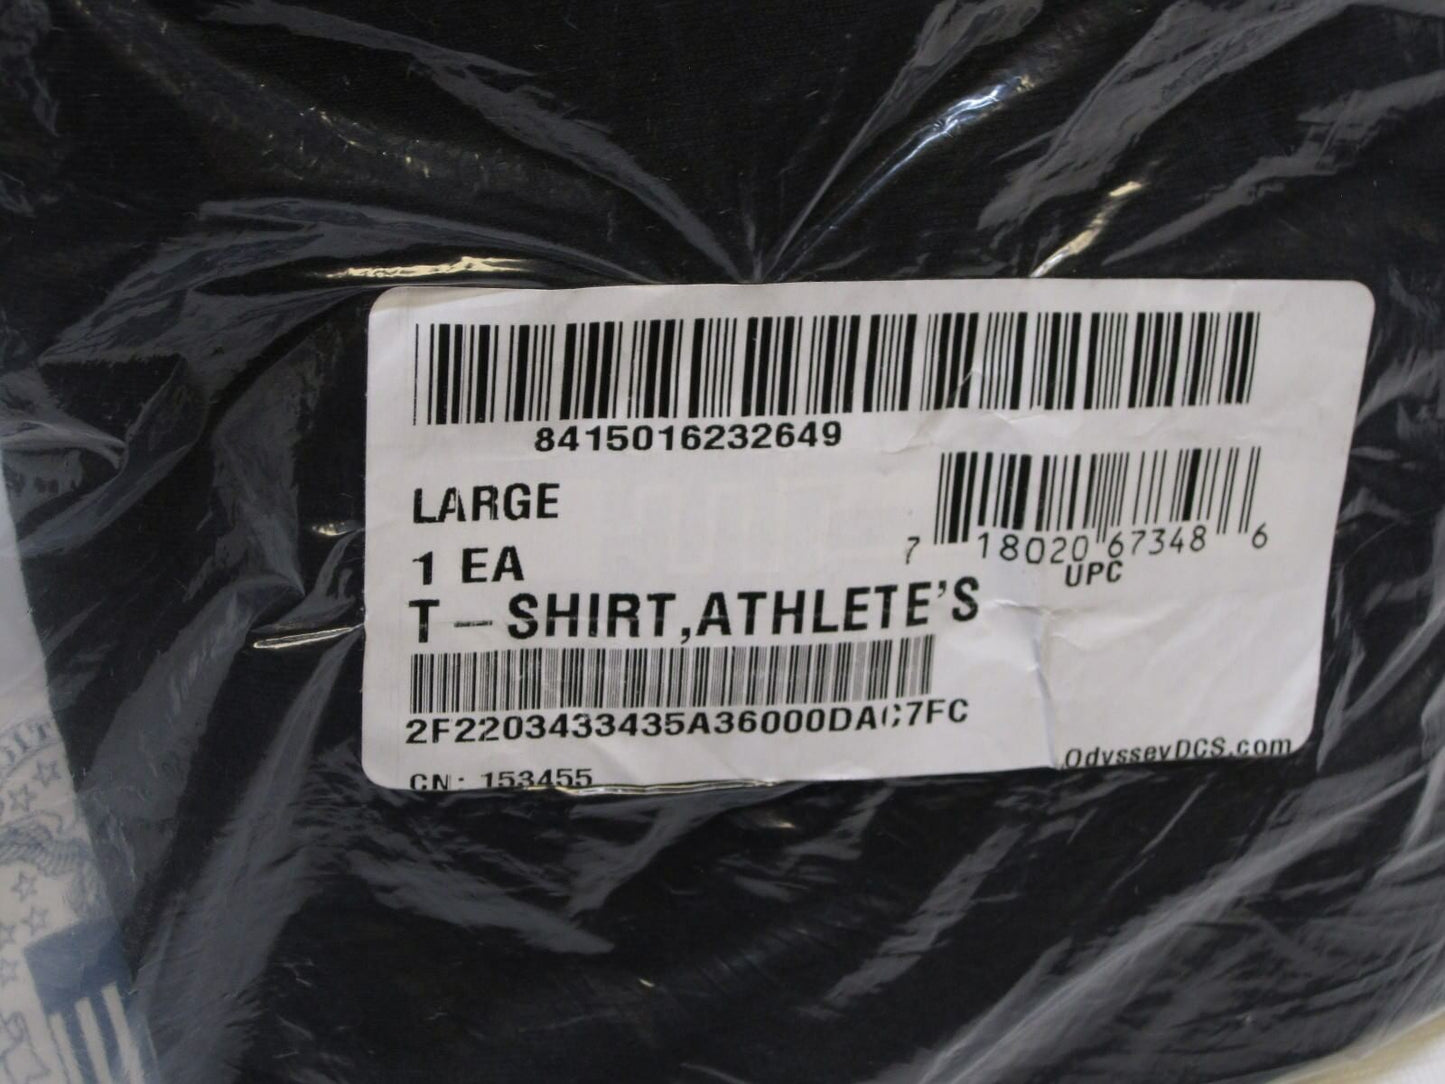 8415016232649
LARGE
7 18020 67348 6
1 EA
UPC
T-SHIRT,ATHLETE'S
2F2203433435A36000DAC7FC
OdysseyDCS.com
CN: 153455